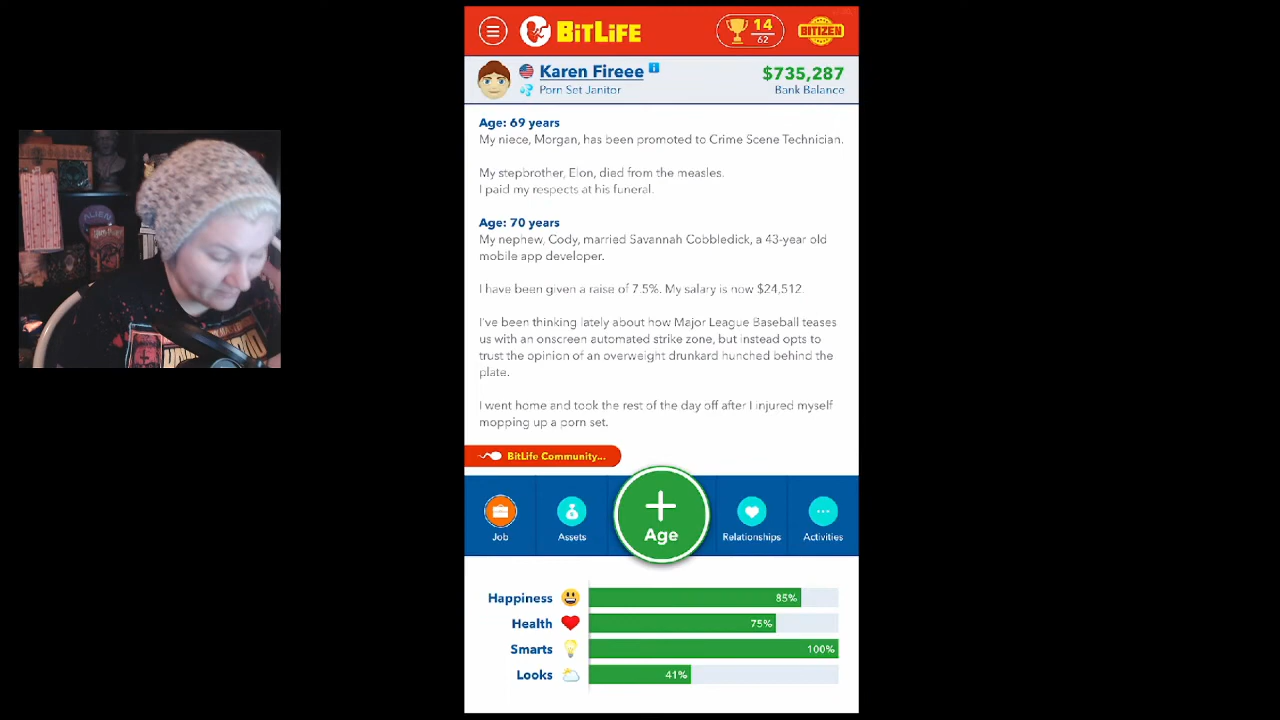 BiTLiFE
14
62
BITIZEN
Karen Fireee
$735,287
Porn Set Janitor
Bank Balance
Age: 69 years
My niece, Morgan, has been promoted to Crime Scene Technician.
My stepbrother, Elon, died from the measles.
I paid my respects at his funeral.
Age: 70 years
My nephew, Cody, married Savannah Cobbledick, a 43-year old
mobile app developer.
I have been given a raise of 7.5%. My salary is now $24,512.
I've been thinking lately about how Major League Baseball teases
us with an onscreen automated strike zone, but instead opts to
trust the opinion of an overweight drunkard hunched behind the
plate.
I went home and took the rest of the day off after I injured myself
mopping up a porn set.
BitLife Community...
Job
Assets
Age
Relationships
Activities
Happiness
85%
Health
75%
Smarts
100%
Looks
41%
ALIEN